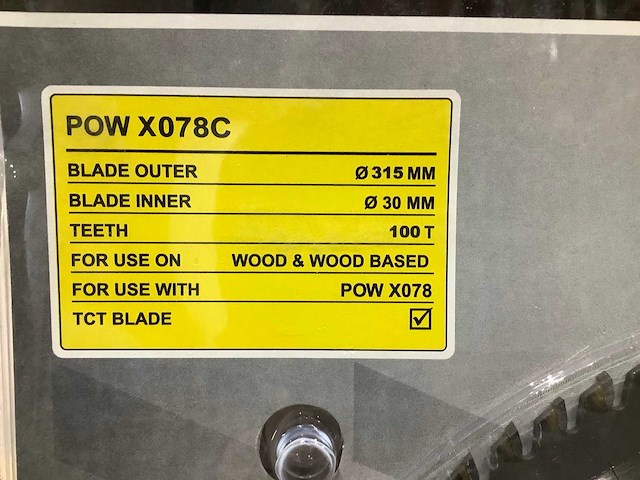 POW X078C
BLADE OUTER Ø 315 MM
BLADE INNER Ø 30 MM
TEETH 100 T
FOR USE ON WOOD & WOOD BASED
FOR USE WITH POW X078
TCT BLADE ☑